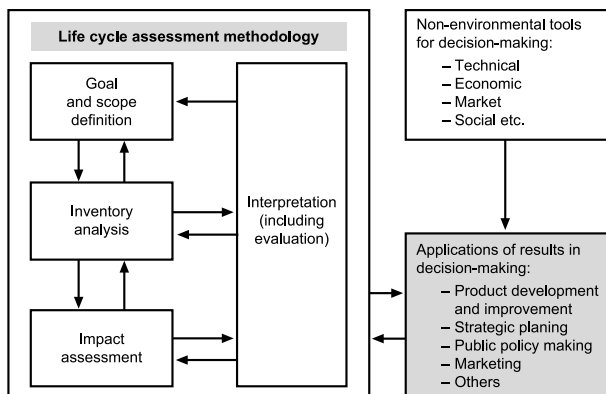 Life cycle assessment methodology
Goal
and scope
definition
Inventory
analysis
Impact
assessment
Interpretation
(including
evaluation)
Non-environmental tools
for decision-making:
– Technical
– Economic
– Market
– Social etc.
Applications of results in
decision-making:
– Product development
and improvement
– Strategic planing
– Public policy making
– Marketing
– Others